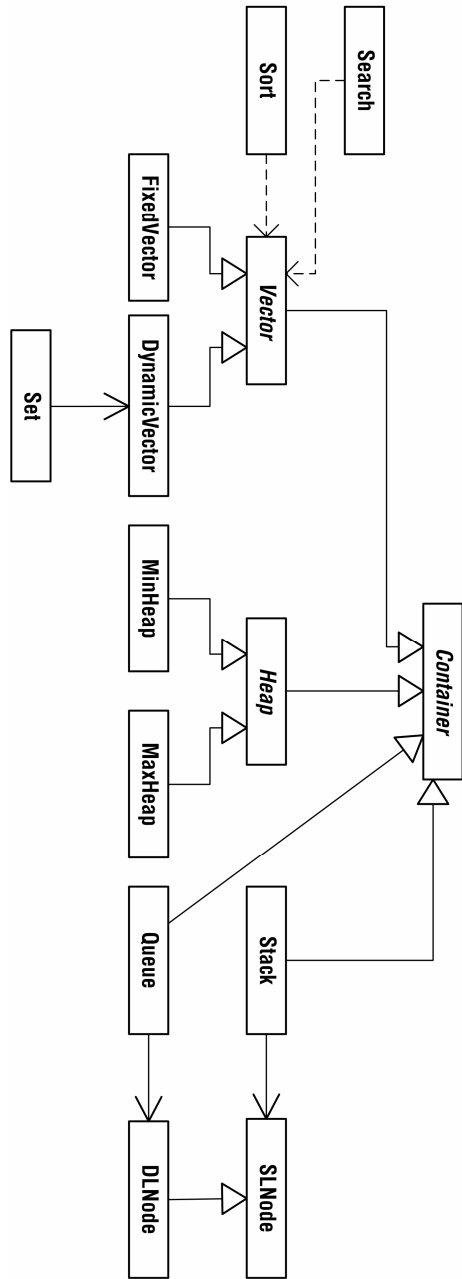 Search
Container
Sort
Vector
Heap
Stack
SLNode
FixedVector
DynamicVector
MinHeap
MaxHeap
Queue
DLNode
Set